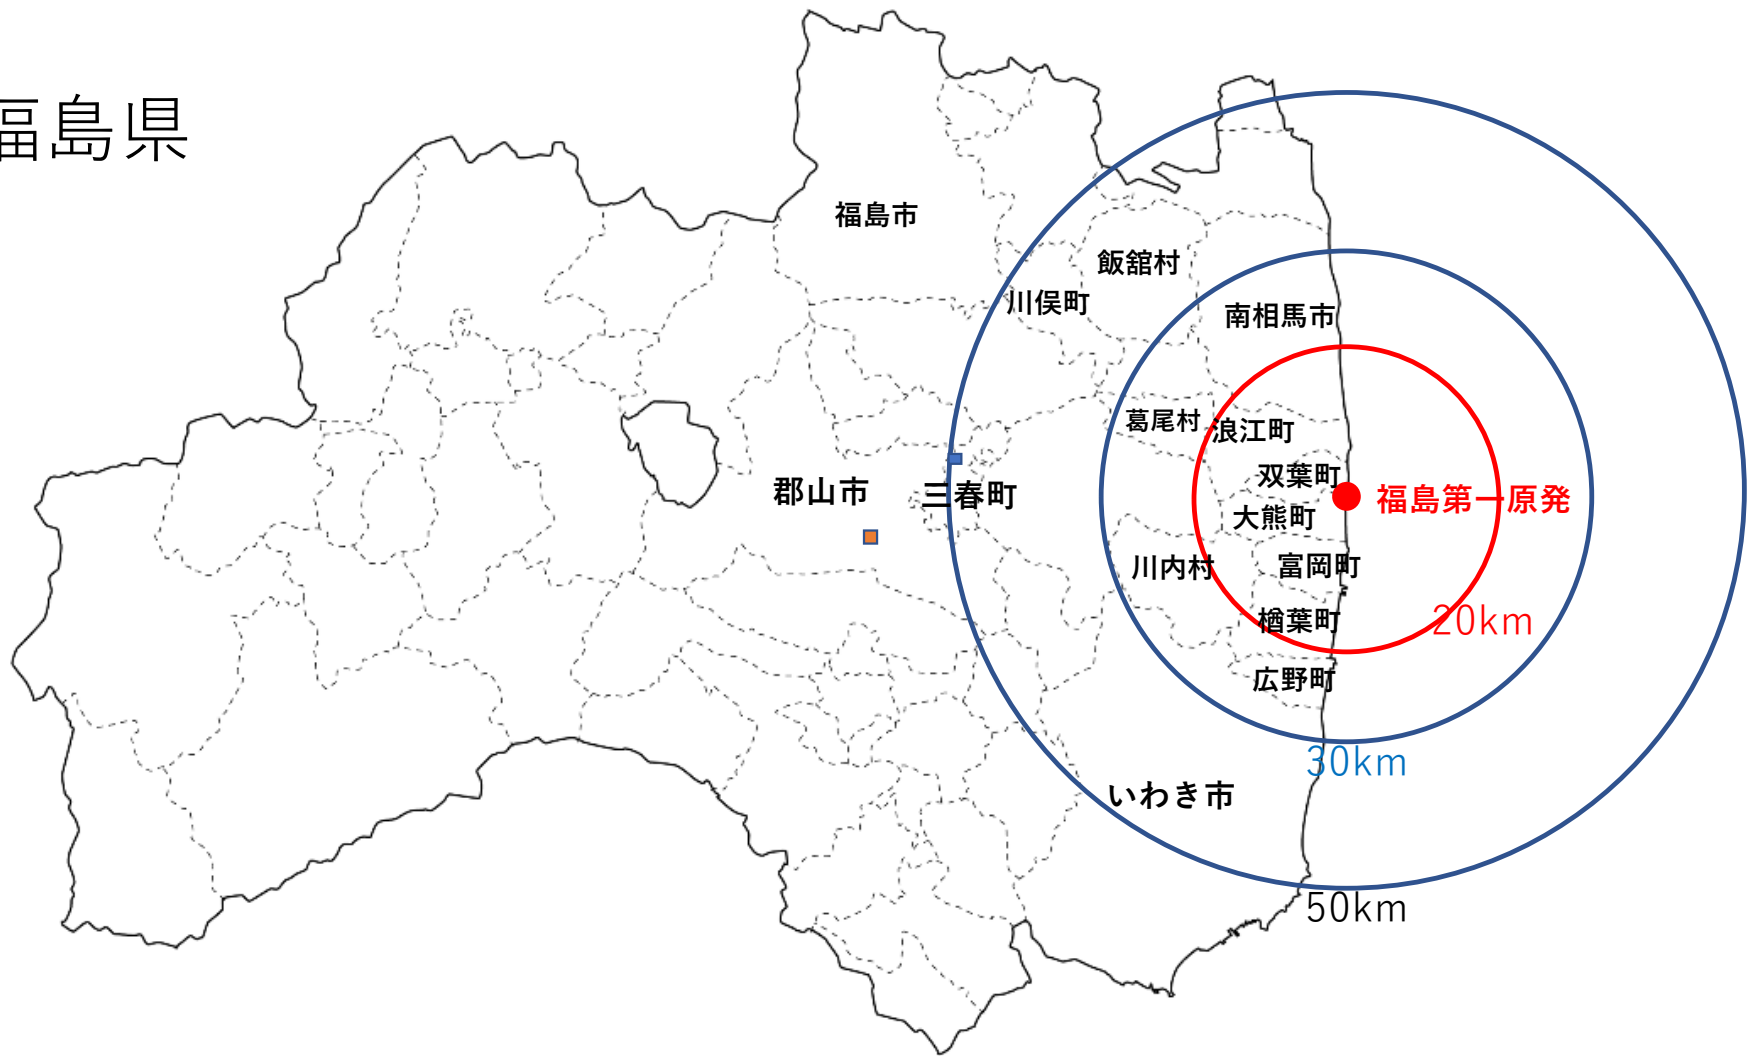 福島県
福島市
飯舘村
川俣町
南相馬市
葛尾村
浪江町
双葉町
郡山市
三春町
福島第一原発
大熊町
川内村
富岡町
楢葉町
20km
広野町
30km
いわき市
50km